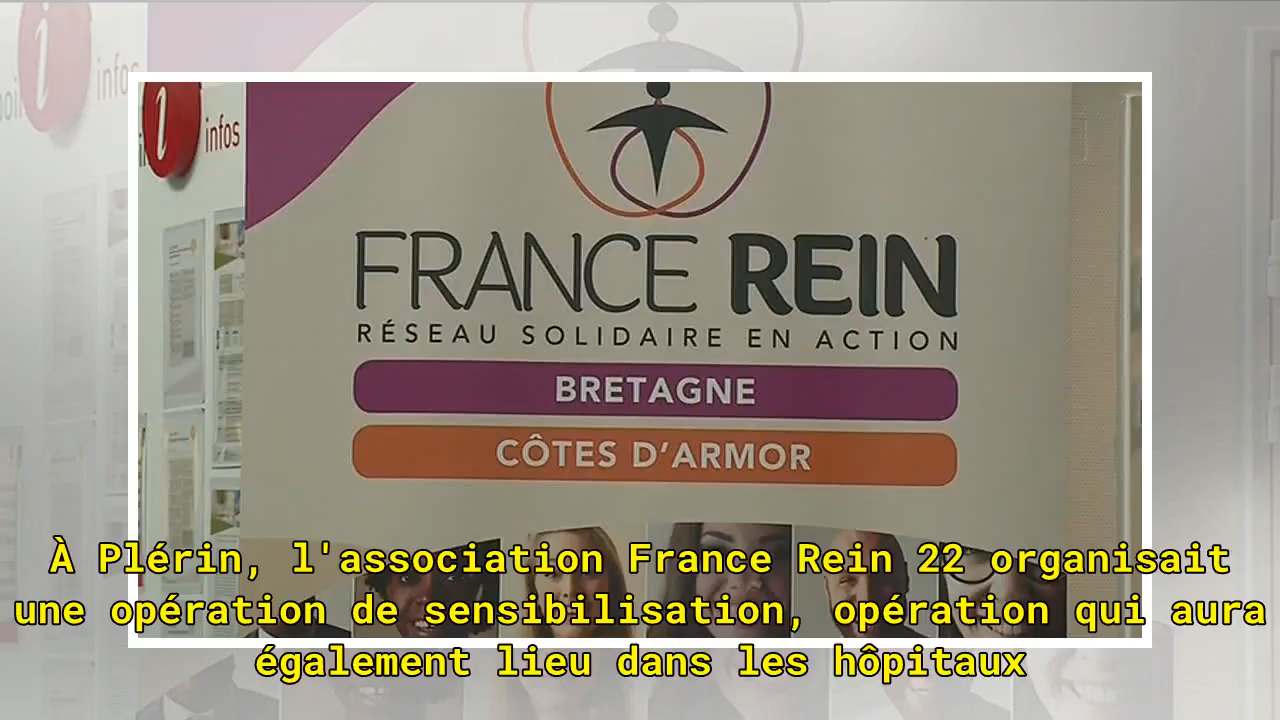 infos
infos
FRANCE REIN
RÉSEAU SOLIDAIRE EN ACTION
BRETAGNE
CÔTES D'ARMOR
À Plérin, l'association France Rein 22 organisait
une opération de sensibilisation, opération qui aura
également lieu dans les hôpitaux